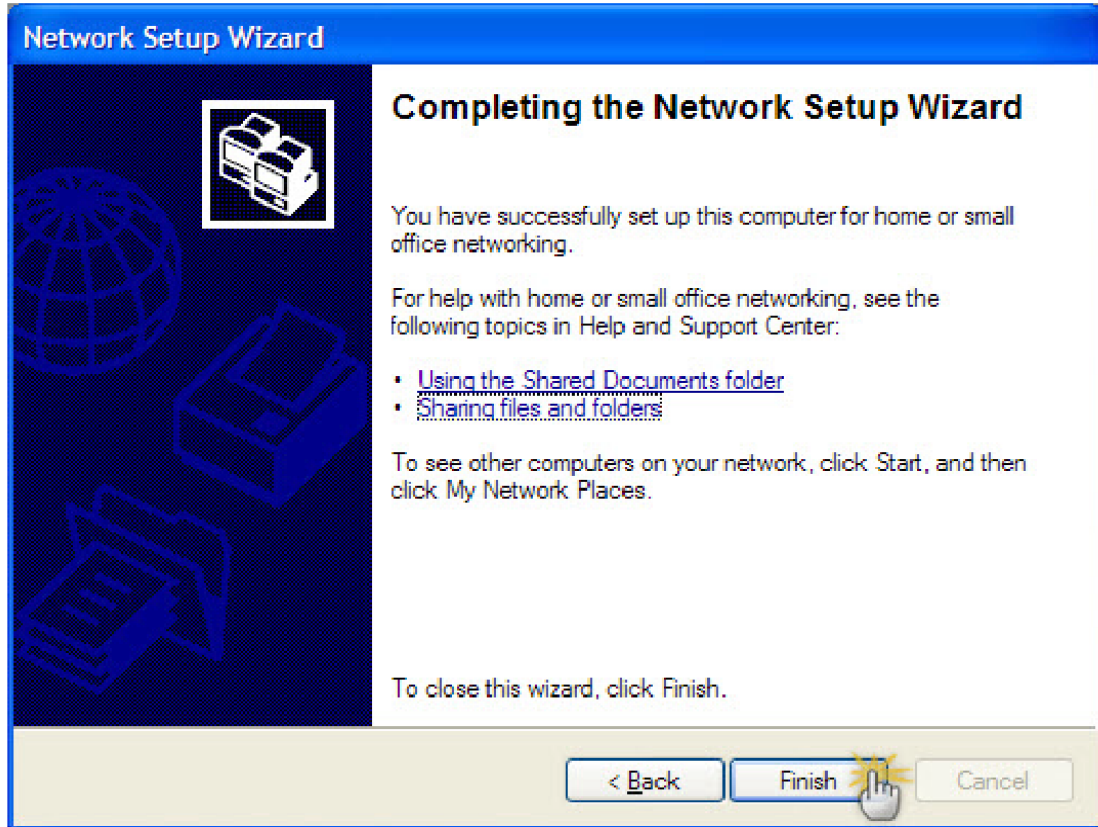 Network Setup Wizard
Completing the Network Setup Wizard
You have successfully set up this computer for home or small
office networking.
For help with home or small office networking, see the
following topics in Help and Support Center:
• Using the Shared Documents folder
• Sharing files and folders
To see other computers on your network, click Start, and then
click My Network Places.
To close this wizard, click Finish.
< Back
Finish
Cancel